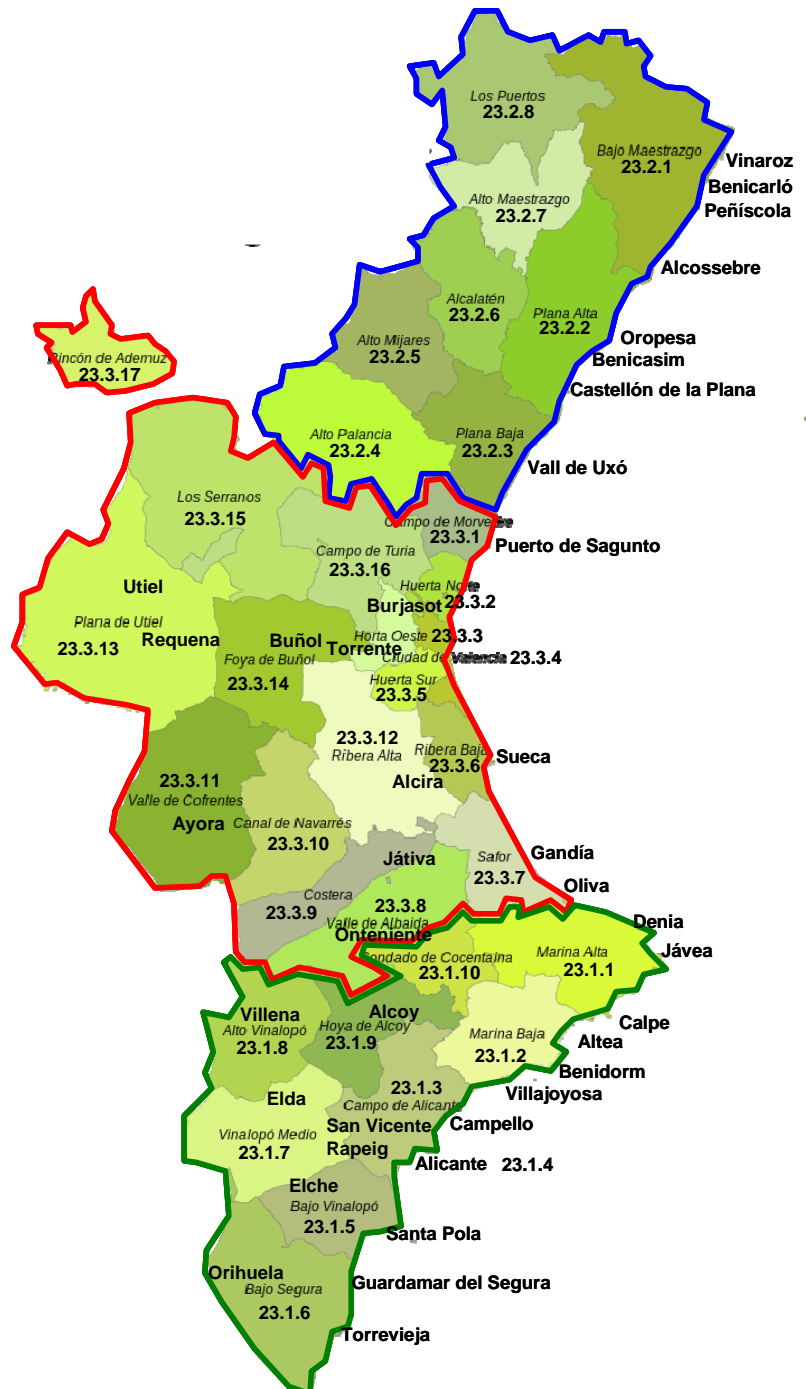 Los Puertos
23.2.8
Bajo Maestrazgo
23.2.1
Vinaroz
Benicarló
Peñíscola
Alto Maestrazgo
23.2.7
Alcossebre
Alcalatén
23.2.6
Plana Alta
23.2.2
Oropesa
Benicasim
Alto Mijares
23.2.5
Castellón de la Plana
Rincón de Ademuz
23.3.17
Alto Palancia
23.2.4
Plana Baja
23.2.3
Vall de Uxó
Los Serranos
23.3.15
Campo de Morvedre
23.3.1
Puerto de Sagunto
Campo de Turia
23.3.16
Utiel
Huerta Norte
23.3.2
Burjasot
Plana de Utiel
23.3.13
Requena
Buñol
Torrente
Horta Oeste 23.3.3
Ciudad de Valencia 23.3.4
Foya de Buñol
23.3.14
Huerta Sur
23.3.5
23.3.12
Ribera Alta
Ribera Baja
23.3.6
Sueca
23.3.11
Valle de Cofrentes
Ayora
Alcira
Canal de Navarrés
23.3.10
Játiva
Safor
23.3.7
Gandía
Oliva
Costera
23.3.9
23.3.8
Valle de Albaida
Onteniente
Denia
Jávea
Condado de Cocentaina
23.1.10
Marina Alta
23.1.1
Villena
Alto Vinalopó
23.1.8
Alcoy
Hoya de Alcoy
23.1.9
Calpe
Altea
Marina Baja
23.1.2
Benidorm
Villajoyosa
23.1.3
Campo de Alicante
Elda
San Vicente
Rapeig
Campello
Vinalopó Medio
23.1.7
Alicante 23.1.4
Elche
Bajo Vinalopó
23.1.5
Santa Pola
Orihuela
Bajo Segura
23.1.6
Guardamar del Segura
Torrevieja